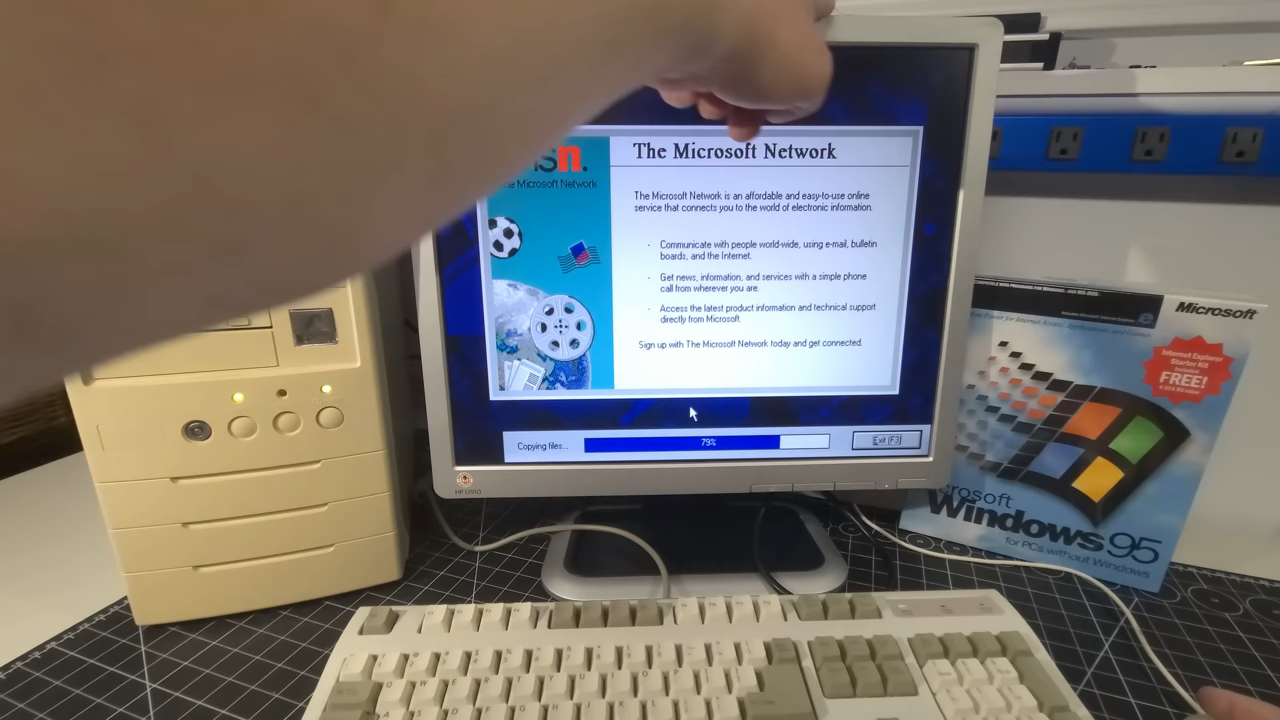 sn.
The Microsoft Network
The Microsoft Network
The Microsoft Network is an affordable and easy-to-use online
service that connects you to the world of electronic information.
Communicate with people world-wide, using e-mail, bulletin
boards, and the Internet.
Get news, information, and services with a simple phone
call from wherever you are.
Access the latest product information and technical support
directly from Microsoft.
Sign up with The Microsoft Network today and get connected.
Copying files...
79%
Exit (F3)
Microsoft
Internet Explorer
Starter Kit
Included
FREE!
crosoft
Windows 95
for PCs without Windows